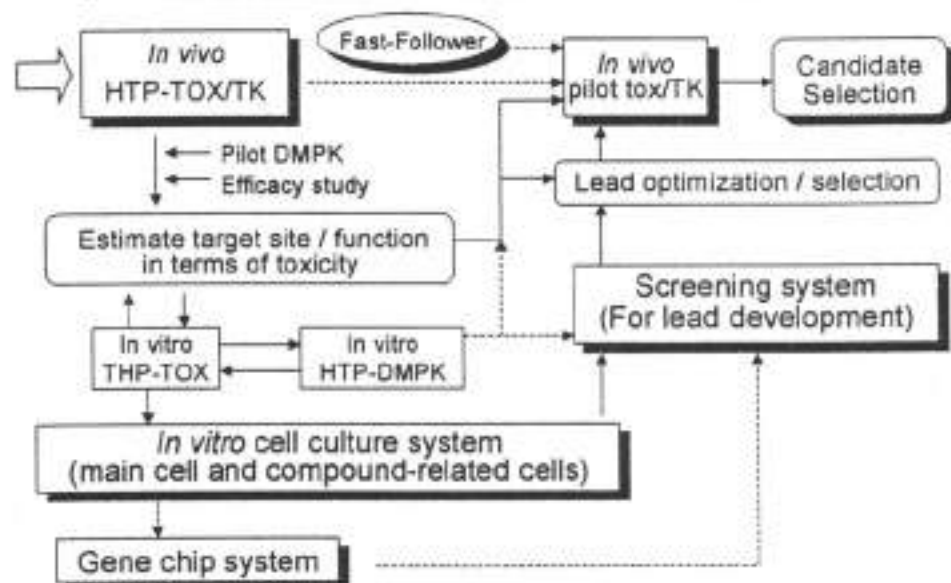 In vivo
HTP-TOX/TK
Fast-Follower
In vivo
pilot tox/TK
Candidate
Selection
Pilot DMPK
Efficacy study
Lead optimization / selection
Estimate target site / function
in terms of toxicity
Screening system
(For lead development)
In vitro
THP-TOX
In vitro
HTP-DMPK
In vitro cell culture system
(main cell and compound-related cells)
Gene chip system